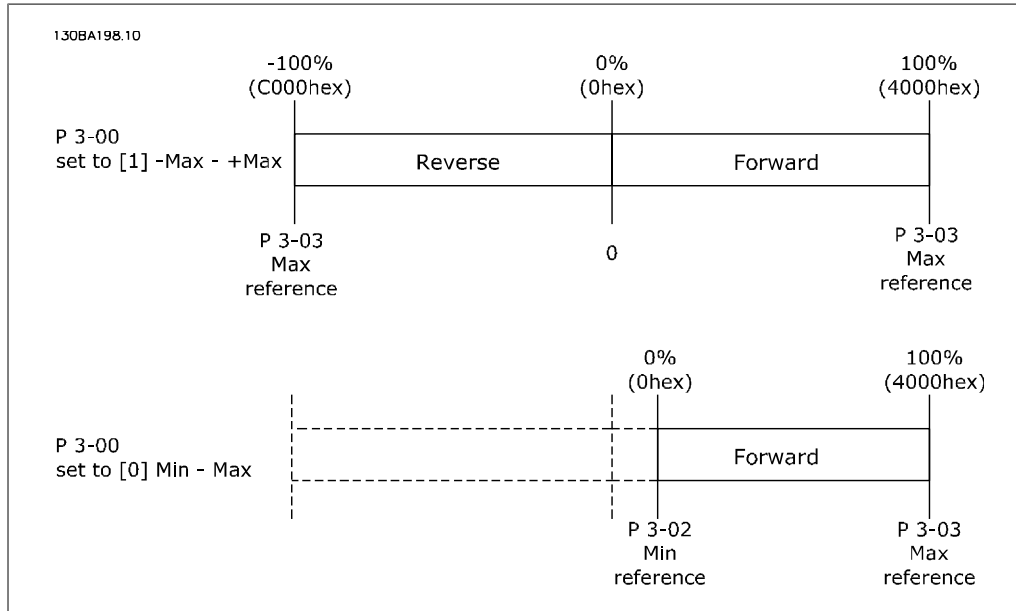 130BA198.10
-100%
(C000hex)
0%
(0hex)
100%
(4000hex)
P 3-00
set to [1] -Max - +Max
Reverse
Forward
P 3-03
Max
reference
0
P 3-03
Max
reference
0%
(0hex)
100%
(4000hex)
P 3-00
set to [0] Min - Max
Forward
P 3-02
Min
reference
P 3-03
Max
reference